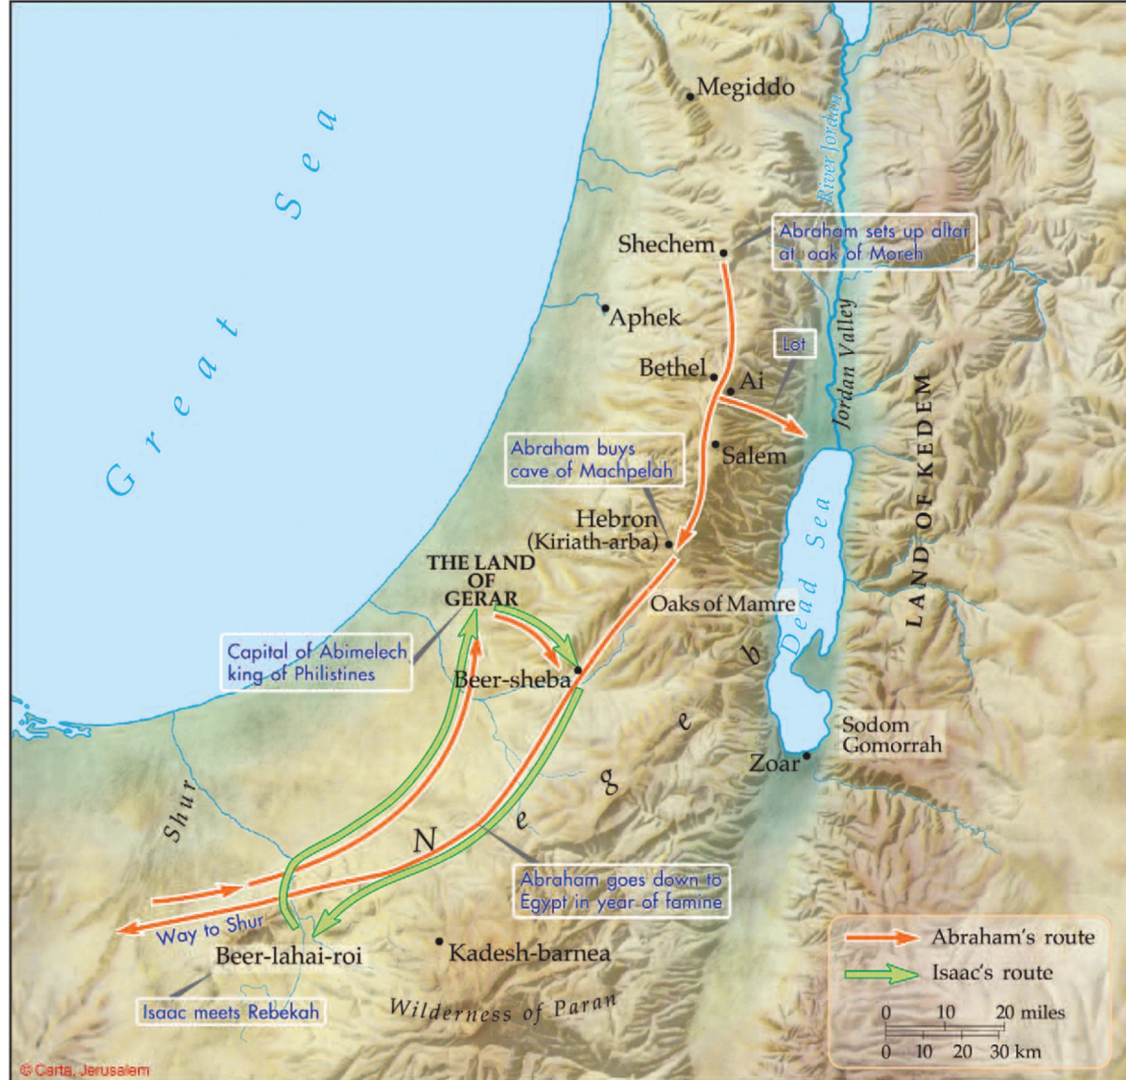 Megiddo
Great Sea
River Jordan
Shechem
Abraham sets up altar
at oak of Moreh
Aphek
Lot
Jordan Valley
Bethel
Ai
LAND OF KEDEM
Abraham buys
cave of Machpelah
Salem
Dead Sea
Hebron
(Kiriath-arba)
THE LAND
OF
GERAR
Oaks of Mamre
Capital of Abimelech
king of Philistines
Beer-sheba
Negeb
Sodom
Gomorrah
Zoar
Shur
Abraham goes down to
Egypt in year of famine
Way to Shur
Beer-lahai-roi
Kadesh-barnea
Isaac meets Rebekah
Wilderness of Paran
Abraham's route
Isaac's route
0 10 20 miles
0 10 20 30 km
© Carta, Jerusalem